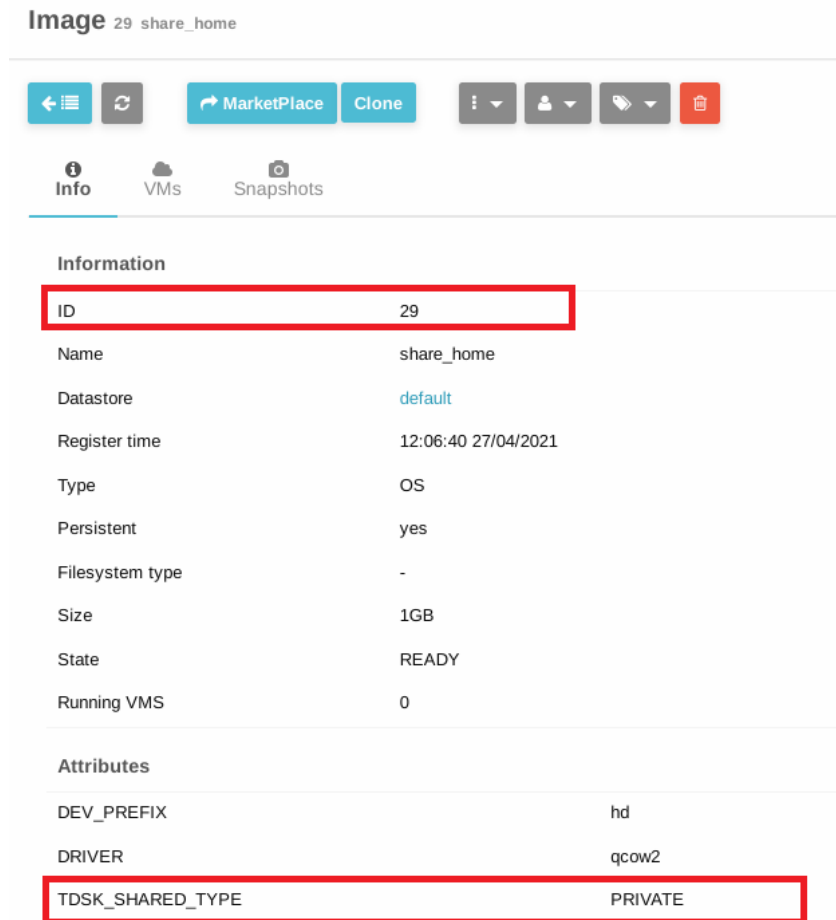 Image 29 share_home
MarketPlace Clone
Info VMs Snapshots
Information
ID 29
Name share_home
Datastore default
Register time 12:06:40 27/04/2021
Type OS
Persistent yes
Filesystem type -
Size 1GB
State READY
Running VMS 0
Attributes
DEV_PREFIX hd
DRIVER qcow2
TDSK_SHARED_TYPE PRIVATE